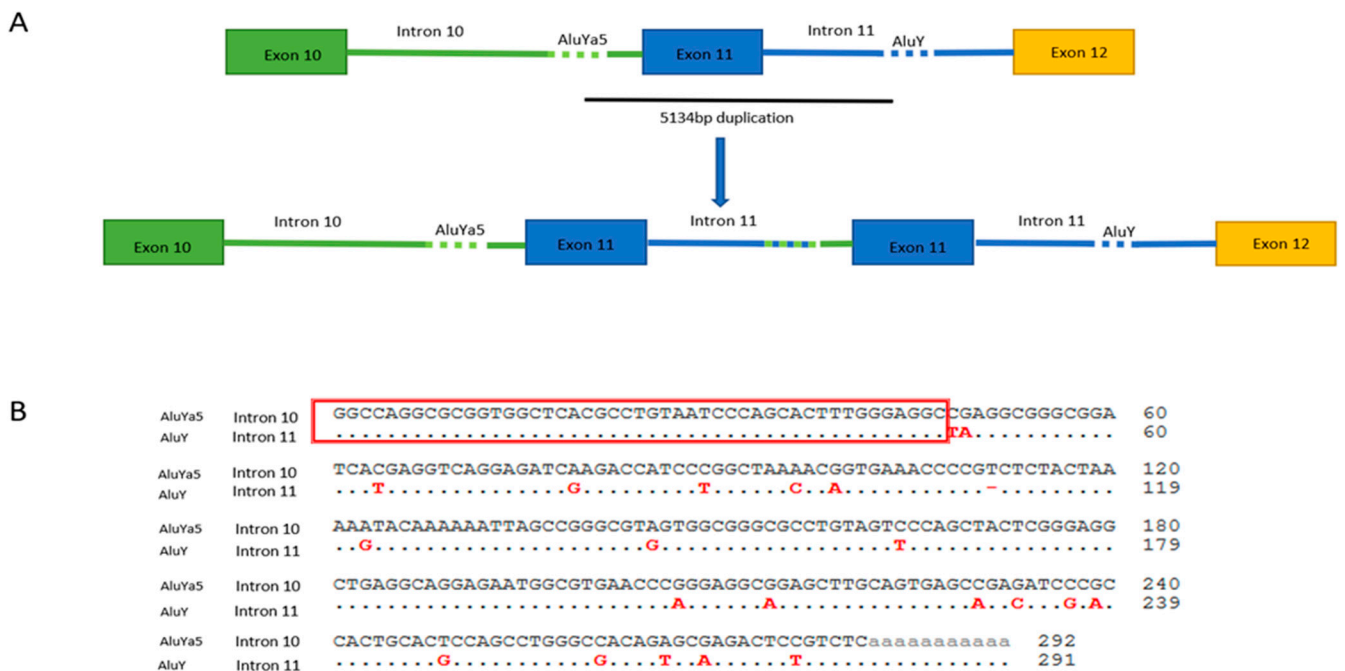 A
Intron 10
AluYa5
Intron 11
AluY
Exon 10
Exon 11
Exon 12
5134bp duplication
Intron 10
AluYa5
Intron 11
Intron 11
AluY
Exon 10
Exon 11
Exon 11
Exon 12
B
AluYa5 Intron 10 GGCCAGGCGCGGTGGCTCACGCCTGTAATCCCAGCACTTTGGGAGGCCGAGGCGGGCGGA 60
AluY Intron 11 ...............................................TA........... 60
AluYa5 Intron 10 TCACGAGGTCAGGAGATCAAGACCATCCCGGCTAAAACGGTGAAACCCCGTCTCTACTAA 120
AluY Intron 11 ...T..............G.........T......C..A...........-......... 119
AluYa5 Intron 10 AAATACAAAAAATTAGCCGGGCGTAGTGGCGGGCGCCTGTAGTCCCAGCTACTCGGGAGG 180
AluY Intron 11 ..G.....................G..................T................ 179
AluYa5 Intron 10 CTGAGGCAGGAGAATGGCGTGAACCCGGGAGGCGGAGCTTGCAGTGAGCCGAGATCCCGC 240
AluY Intron 11 ..........................A......A...............A..C...G.A. 239
AluYa5 Intron 10 CACTGCACTCCAGCCTGGGCCACAGAGCGAGACTCCGTCTCaaaaaaaaaaa 292
AluY Intron 11 ........G...........G....T..A......T................ 291